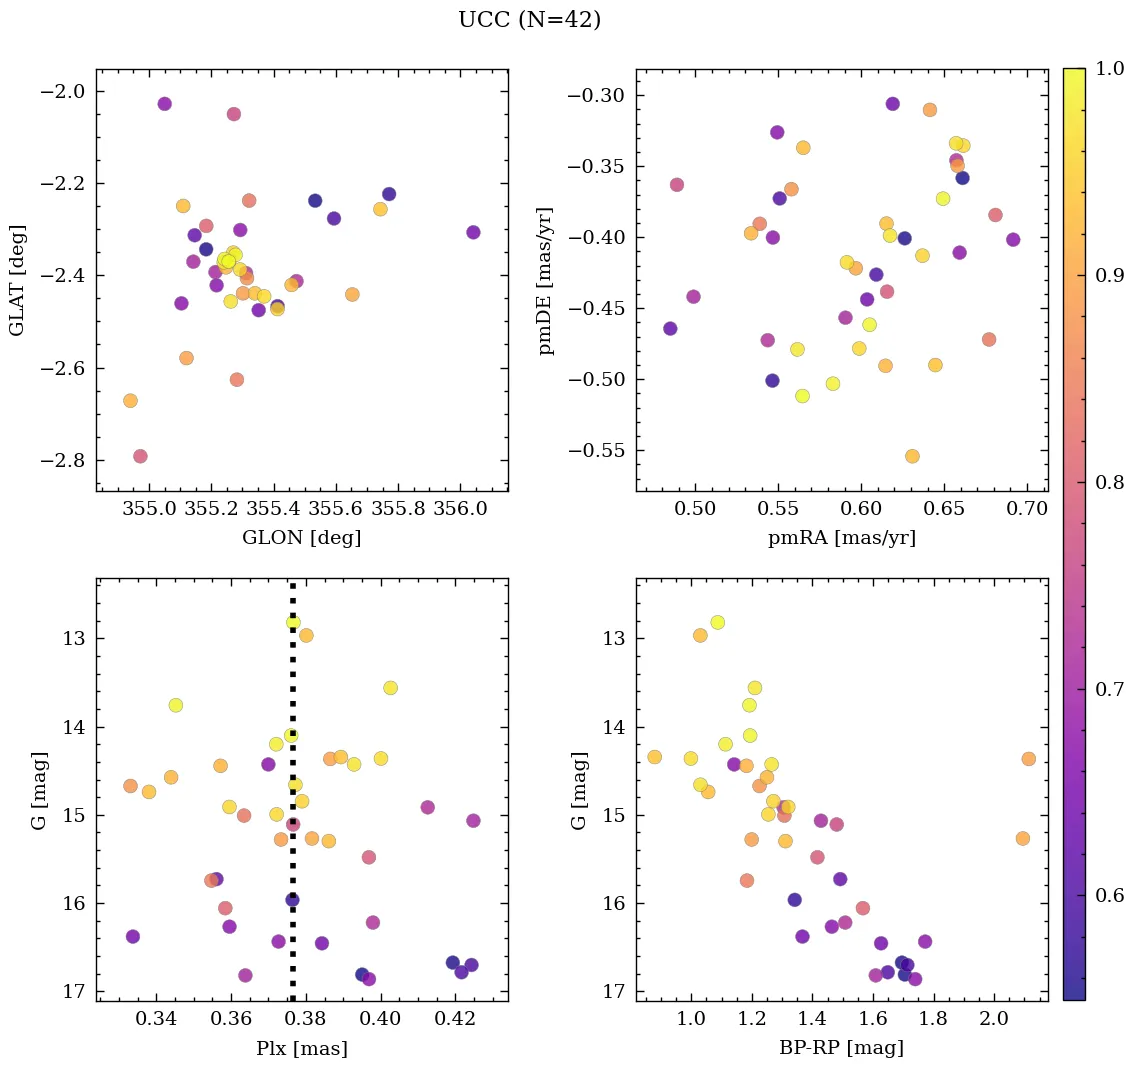 UCC (N=42)
−2.0
−2.2
−2.4
−2.6
−2.8
GLAT [deg]
355.0 355.2 355.4 355.6 355.8 356.0
GLON [deg]
−0.30
−0.35
−0.40
−0.45
−0.50
−0.55
pmDE [mas/yr]
0.50 0.55 0.60 0.65 0.70
pmRA [mas/yr]
1.0
0.9
0.8
0.7
0.6
13
14
15
16
17
G [mag]
0.34 0.36 0.38 0.40 0.42
Plx [mas]
13
14
15
16
17
G [mag]
1.0 1.2 1.4 1.6 1.8 2.0
BP-RP [mag]